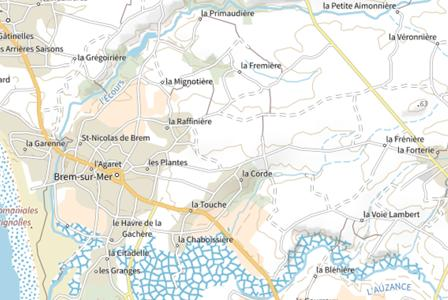 la Primaudière
la Petite Aimonnière
Gâtinelles
s Arrières Saisons
la Grégoirière
la Véronnière
la Fremière
la Mignotière
l'Écours
63
la Raffinière
St-Nicolas de Brem
la Garenne
la Frénière
la Forterie
l'Agaret
les Plantes
Brem-sur-Mer
la Corde
la Touche
la Voie Lambert
le Havre de la
Gachère
la Chaboissière
la Citadelle
les Granges
la Blénière
L'AUZANCE